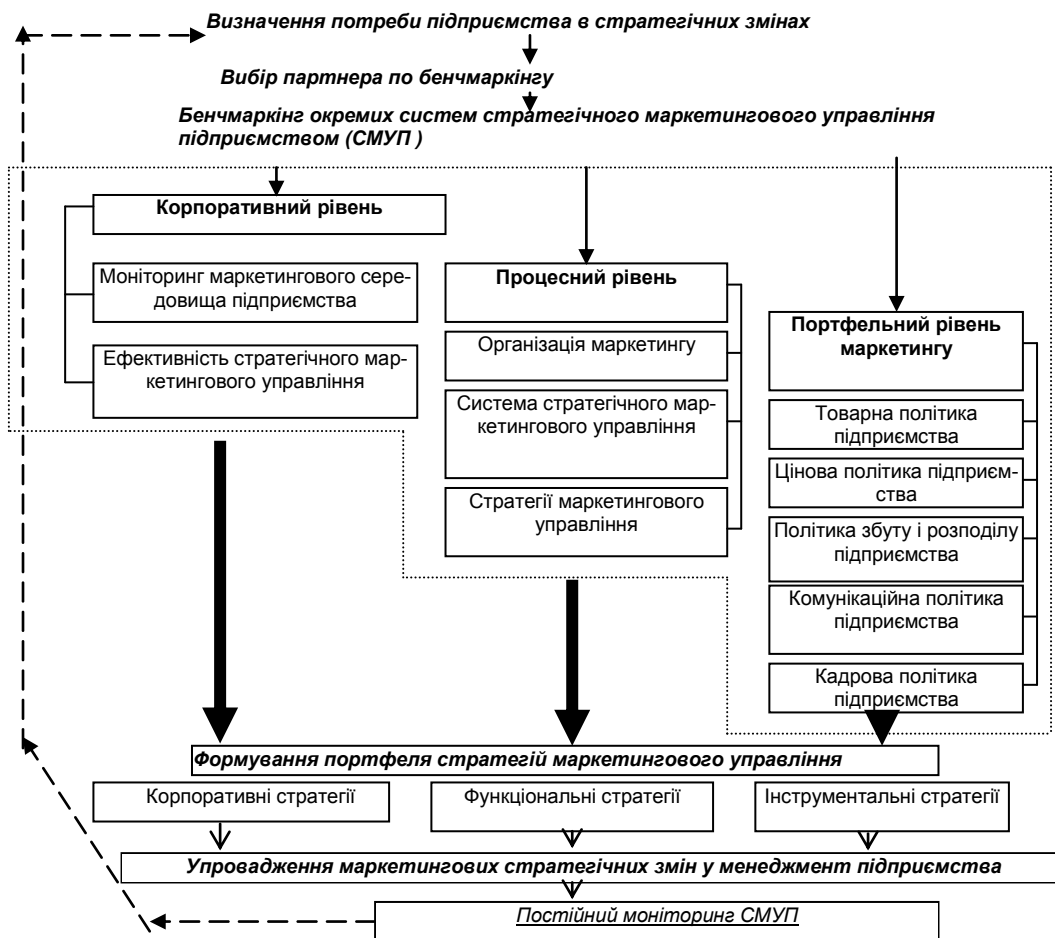 Визначення потреби підприємства в стратегічних змінах
Вибір партнера по бенчмаркінгу
Бенчмаркінг окремих систем стратегічного маркетингового управління
підприємством (СМУП )
Корпоративний рівень
Моніторинг маркетингового сере-
довища підприємства
Ефективність стратегічного мар-
кетингового управління
Процесний рівень
Організація маркетингу
Система стратегічного мар-
кетингового управління
Стратегії маркетингового
управління
Портфельний рівень
маркетингу
Товарна політика
підприємства
Цінова політика підприєм-
ства
Політика збуту і розподілу
підприємства
Комунікаційна політика
підприємства
Кадрова політика
підприємства
Формування портфеля стратегій маркетингового управління
Корпоративні стратегії
Функціональні стратегії
Інструментальні стратегії
Упровадження маркетингових стратегічних змін у менеджмент підприємства
Постійний моніторинг СМУП